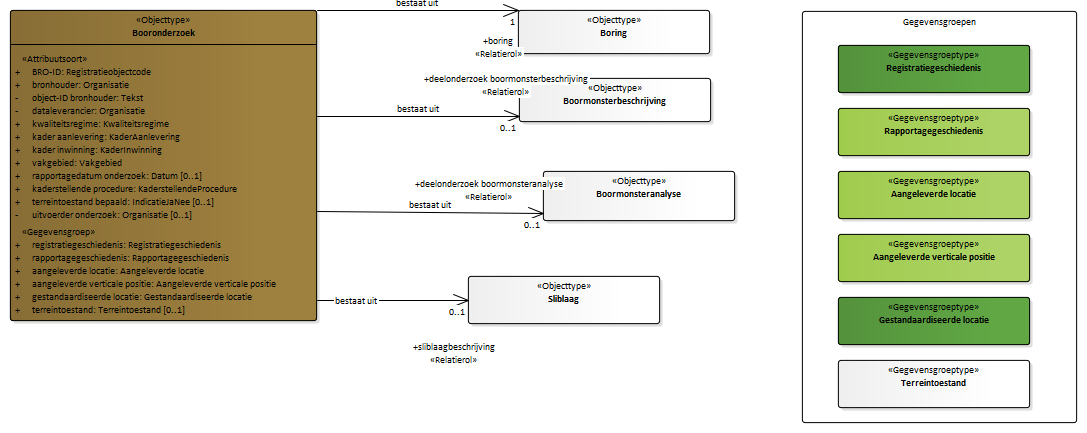 «Objecttype»
Booronderzoek
«Attribuutsoort»
+ BRO-ID: Registratieobjectcode
+ bronhouder: Organisatie
- object-ID bronhouder: Tekst
- dataleverancier: Organisatie
+ kwaliteitsregime: Kwaliteitsregime
+ kader aanlevering: KaderAanlevering
+ kader inwinning: KaderInwinning
+ vakgebied: Vakgebied
+ rapportagedatum onderzoek: Datum [0..1]
+ kaderstellende procedure: KaderstellendeProcedure
+ terreintoestand bepaald: IndicatieJaNee [0..1]
- uitvoerder onderzoek: Organisatie [0..1]
«Gegevensgroep»
+ registratiegeschiedenis: Registratiegeschiedenis
+ rapportagegeschiedenis: Rapportagegeschiedenis
+ aangeleverde locatie: Aangeleverde locatie
+ aangeleverde verticale positie: Aangeleverde verticale positie
+ gestandaardiseerde locatie: Gestandaardiseerde locatie
+ terreintoestand: Terreintoestand [0..1]
bestaat uit
1
+boring
«Relatierol»
«Objecttype»
Boring
+deelonderzoek boormonsterbeschrijving
«Relatierol»
bestaat uit
0..1
«Objecttype»
Boormonsterbeschrijving
+deelonderzoek boormonsteranalyse
«Relatierol»
bestaat uit
0..1
«Objecttype»
Boormonsteranalyse
bestaat uit
0..1
«Objecttype»
Sliblaag
+sliblaagbeschrijving
«Relatierol»
Gegevensgroepen
«Gegevensgroeptype»
Registratiegeschiedenis
«Gegevensgroeptype»
Rapportagegeschiedenis
«Gegevensgroeptype»
Aangeleverde locatie
«Gegevensgroeptype»
Aangeleverde verticale positie
«Gegevensgroeptype»
Gestandaardiseerde locatie
«Gegevensgroeptype»
Terreintoestand